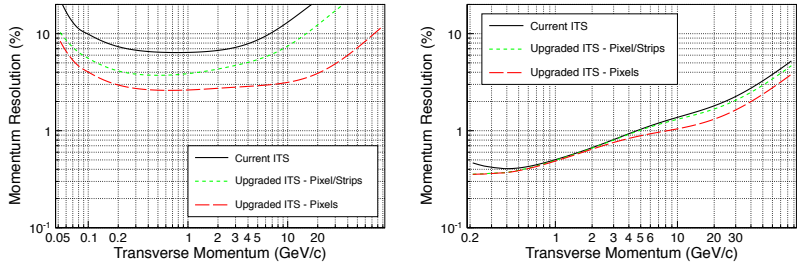 Momentum Resolution (%)
10
1
10-1
Current ITS
Upgraded ITS - Pixel/Strips
Upgraded ITS - Pixels
0.05 0.1 0.2 1 2 3 4 5 10 20
Transverse Momentum (GeV/c)
Momentum Resolution (%)
10
1
10-1
Current ITS
Upgraded ITS - Pixel/Strips
Upgraded ITS - Pixels
0.2 1 2 3 4 5 6 10 20 30
Transverse Momentum (GeV/c)